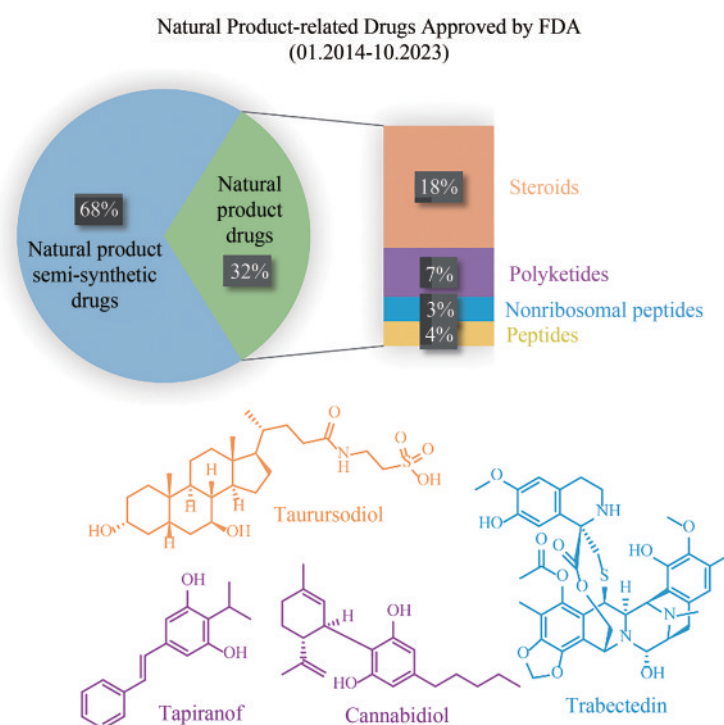 Natural Product-related Drugs Approved by FDA
(01.2014-10.2023)
68%
Natural product
semi-synthetic
drugs
Natural
product
drugs
32%
18%
Steroids
7%
Polyketides
3%
Nonribosomal peptides
4%
Peptides
O
N
H
O
O
S
OH
H
H
H
H
HO
OH
Taurursodiol
O
HO
NH
O
O
S
O
O
H
HO
O
N
N
O
O
OH
Trabectedin
OH
OH
Tapiranof
H
OH
HO
Cannabidiol